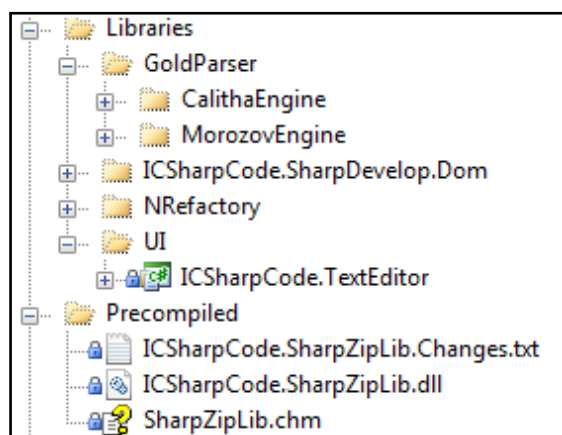 Libraries
GoldParser
CalithaEngine
MorozovEngine
ICSharpCode.SharpDevelop.Dom
NRefactory
UI
ICSharpCode.TextEditor
Precompiled
ICSharpCode.SharpZipLib.Changes.txt
ICSharpCode.SharpZipLib.dll
SharpZipLib.chm